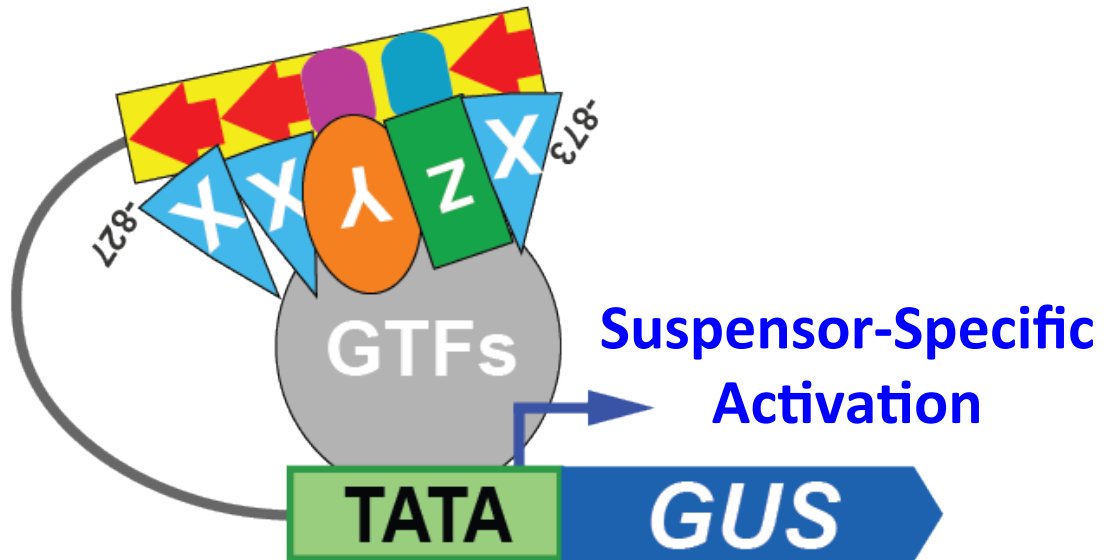 -873
-827
X
X
Y
Z
X
GTFs
Suspensor-Specific
Activation
TATA
GUS